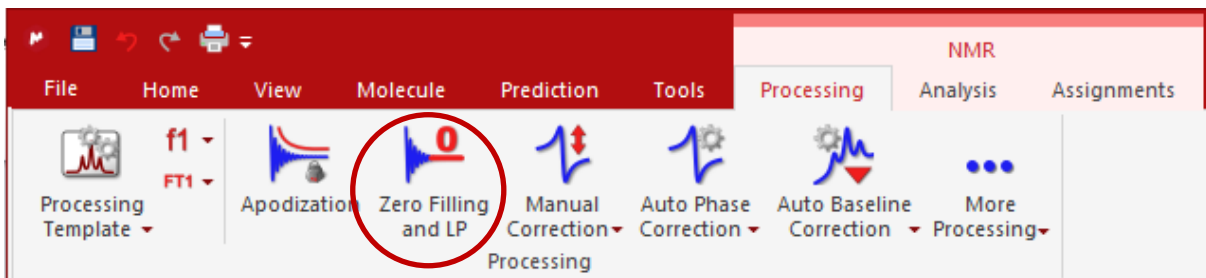 NMR
File Home View Molecule Prediction Tools Processing Analysis Assignments
f1
FT1
0
Processing Template
Apodization
Zero Filling and LP
Manual Correction
Auto Phase Correction
Auto Baseline Correction
More Processing
Processing